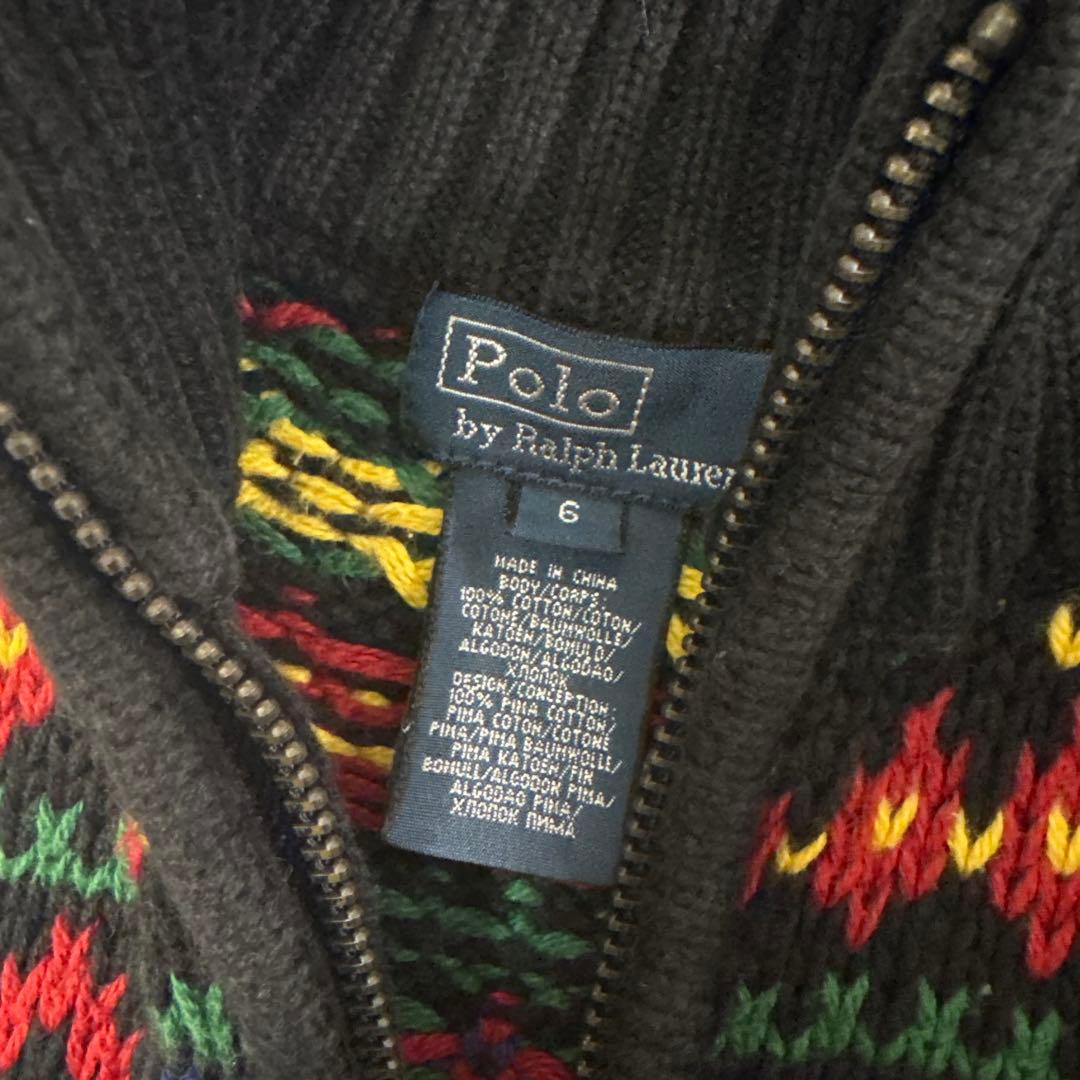 Polo
by Ralph Lauren
6
MADE IN CHINA
BODY/CORPS.
100% COTTON/COTON/
COTONE/BAUMWOLLE/
KATOEN/BOMULD/
ALGODON/ALGODAO/
ХЛОПОК
DESIGN/CONCEPTION
100% PIMA COTTON/
PIMA COTON/COTONE
PIMA/PIMA BAUMWOLLE/
PIMA KATOEN/FIN
BOMULL/ALGODON PIMA/
ALGODAO PIMA/
ХЛОПОК ПИМА